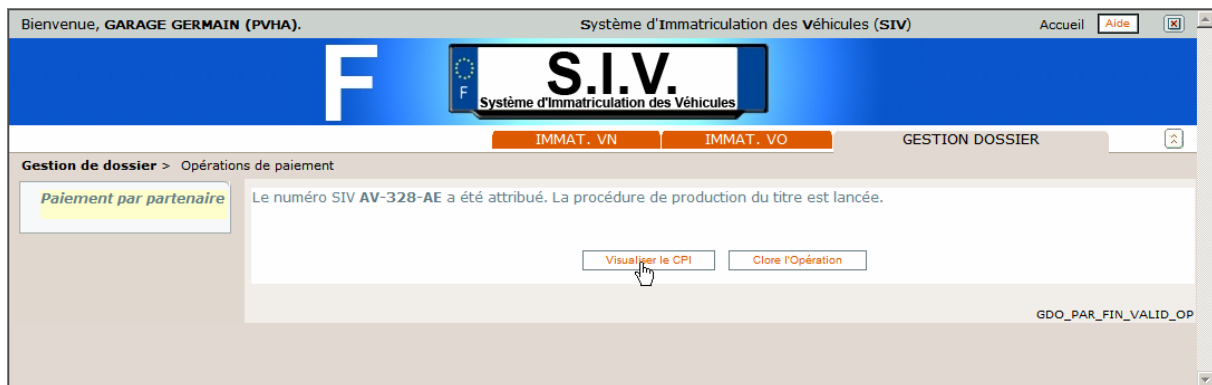 Bienvenue, GARAGE GERMAIN (PVHA). Système d'Immatriculation des Véhicules (SIV) Accueil Aide
F
F S.I.V.
Système d'Immatriculation des Véhicules
IMMAT. VN IMMAT. VO GESTION DOSSIER
Gestion de dossier > Opérations de paiement
Paiement par partenaire
Le numéro SIV AV-328-AE a été attribué. La procédure de production du titre est lancée.
Visualiser le CPI Clore l'Opération
GDO_PAR_FIN_VALID_OP